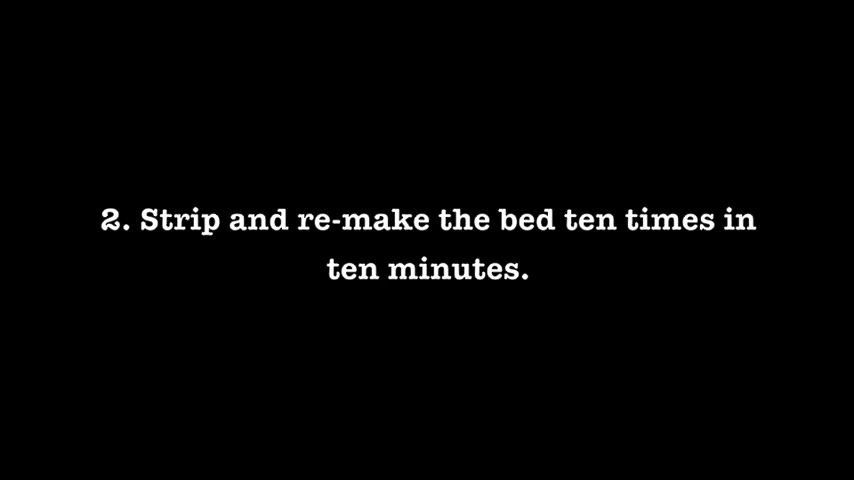 2. Strip and re-make the bed ten times in
ten minutes.